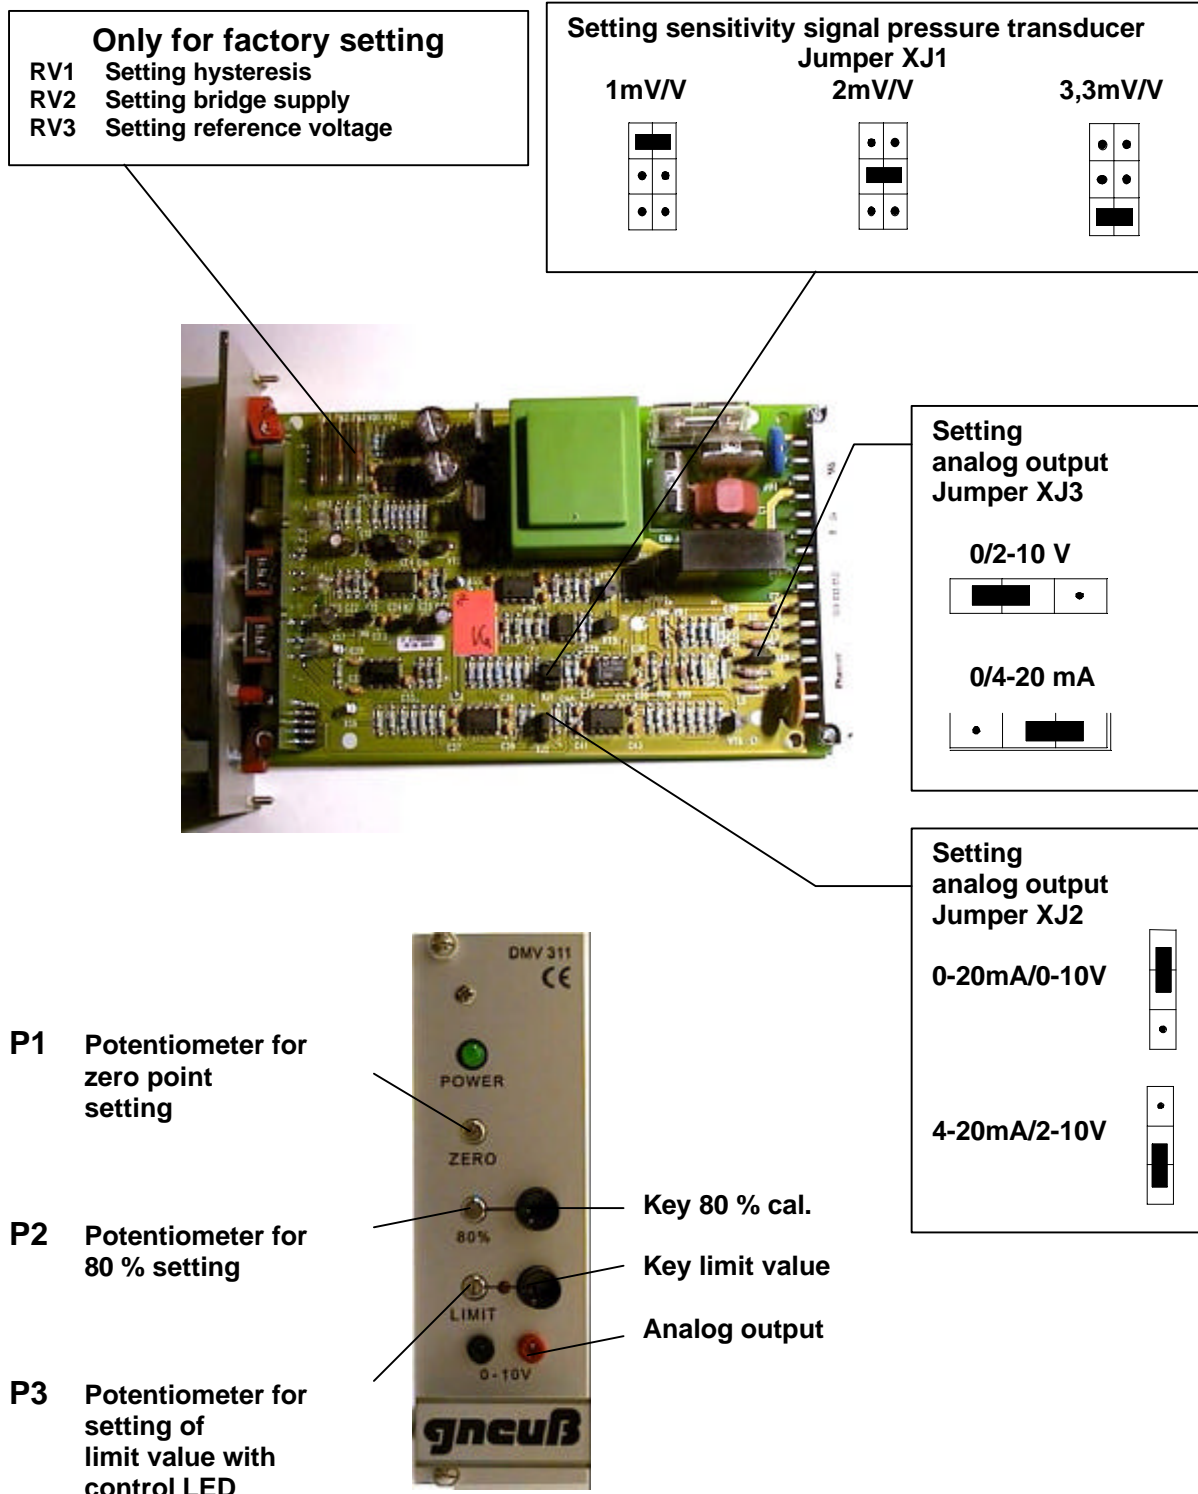 Only for factory setting
RV1 Setting hysteresis
RV2 Setting bridge supply
RV3 Setting reference voltage
Setting sensitivity signal pressure transducer
Jumper XJ1
1mV/V 2mV/V 3,3mV/V
Setting
analog output
Jumper XJ3
0/2-10 V
0/4-20 mA
Setting
analog output
Jumper XJ2
0-20mA/0-10V
4-20mA/2-10V
DMV 311
CE
POWER
ZERO
80%
LIMIT
0-10V
gneuß
P1 Potentiometer for
zero point
setting
P2 Potentiometer for
80 % setting
P3 Potentiometer for
setting of
limit value with
control LED
Key 80 % cal.
Key limit value
Analog output